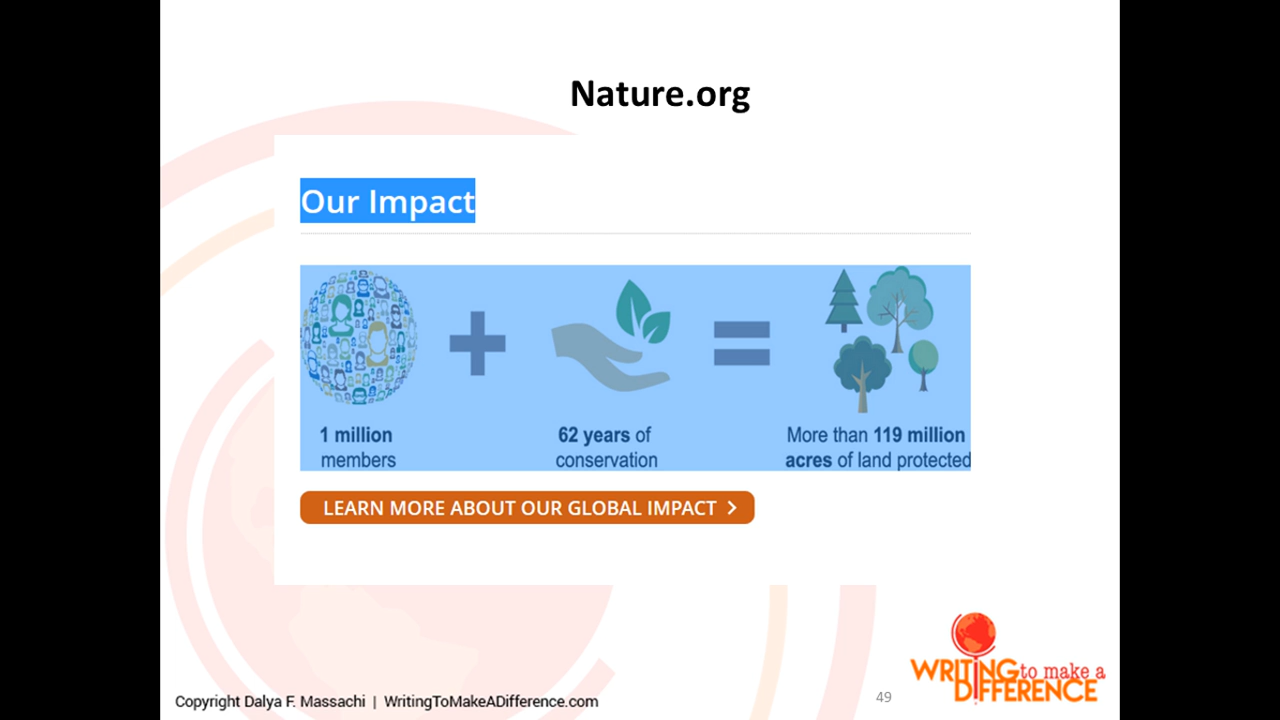 Nature.org
Our Impact
1 million
members
62 years of
conservation
More than 119 million
acres of land protected
LEARN MORE ABOUT OUR GLOBAL IMPACT >
Copyright Dalya F. Massachi | WritingToMakeADifference.com
49
WRITING to make a
DIFFERENCE